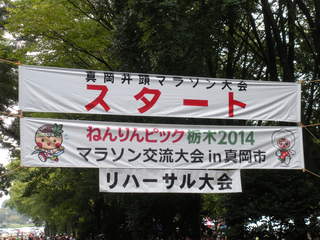 真岡井頭マラソン大会
スタート
ねんりんピック栃木2014
マラソン交流大会in真岡市
リハーサル大会